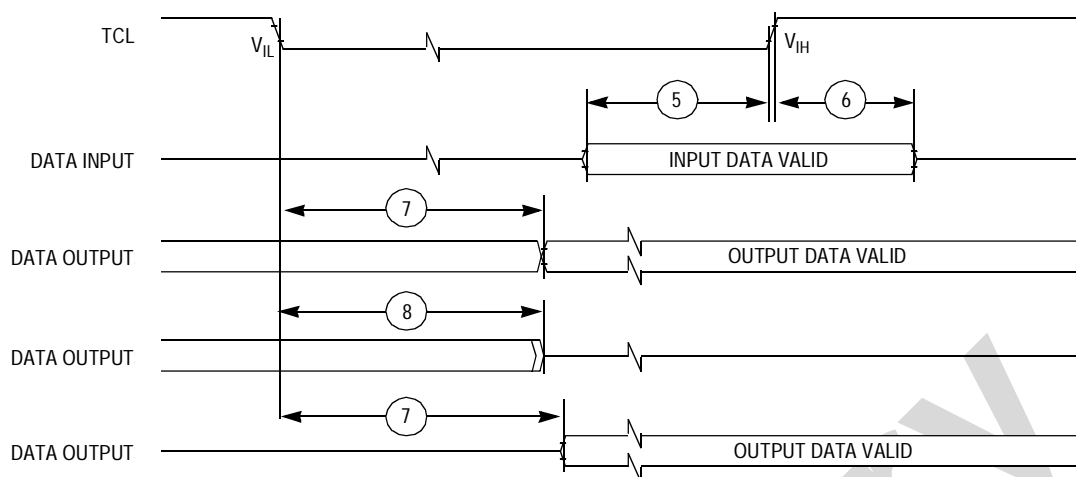 TCL
V_IL
V_IH
5
6
DATA INPUT
INPUT DATA VALID
7
DATA OUTPUT
OUTPUT DATA VALID
8
DATA OUTPUT
7
DATA OUTPUT
OUTPUT DATA VALID